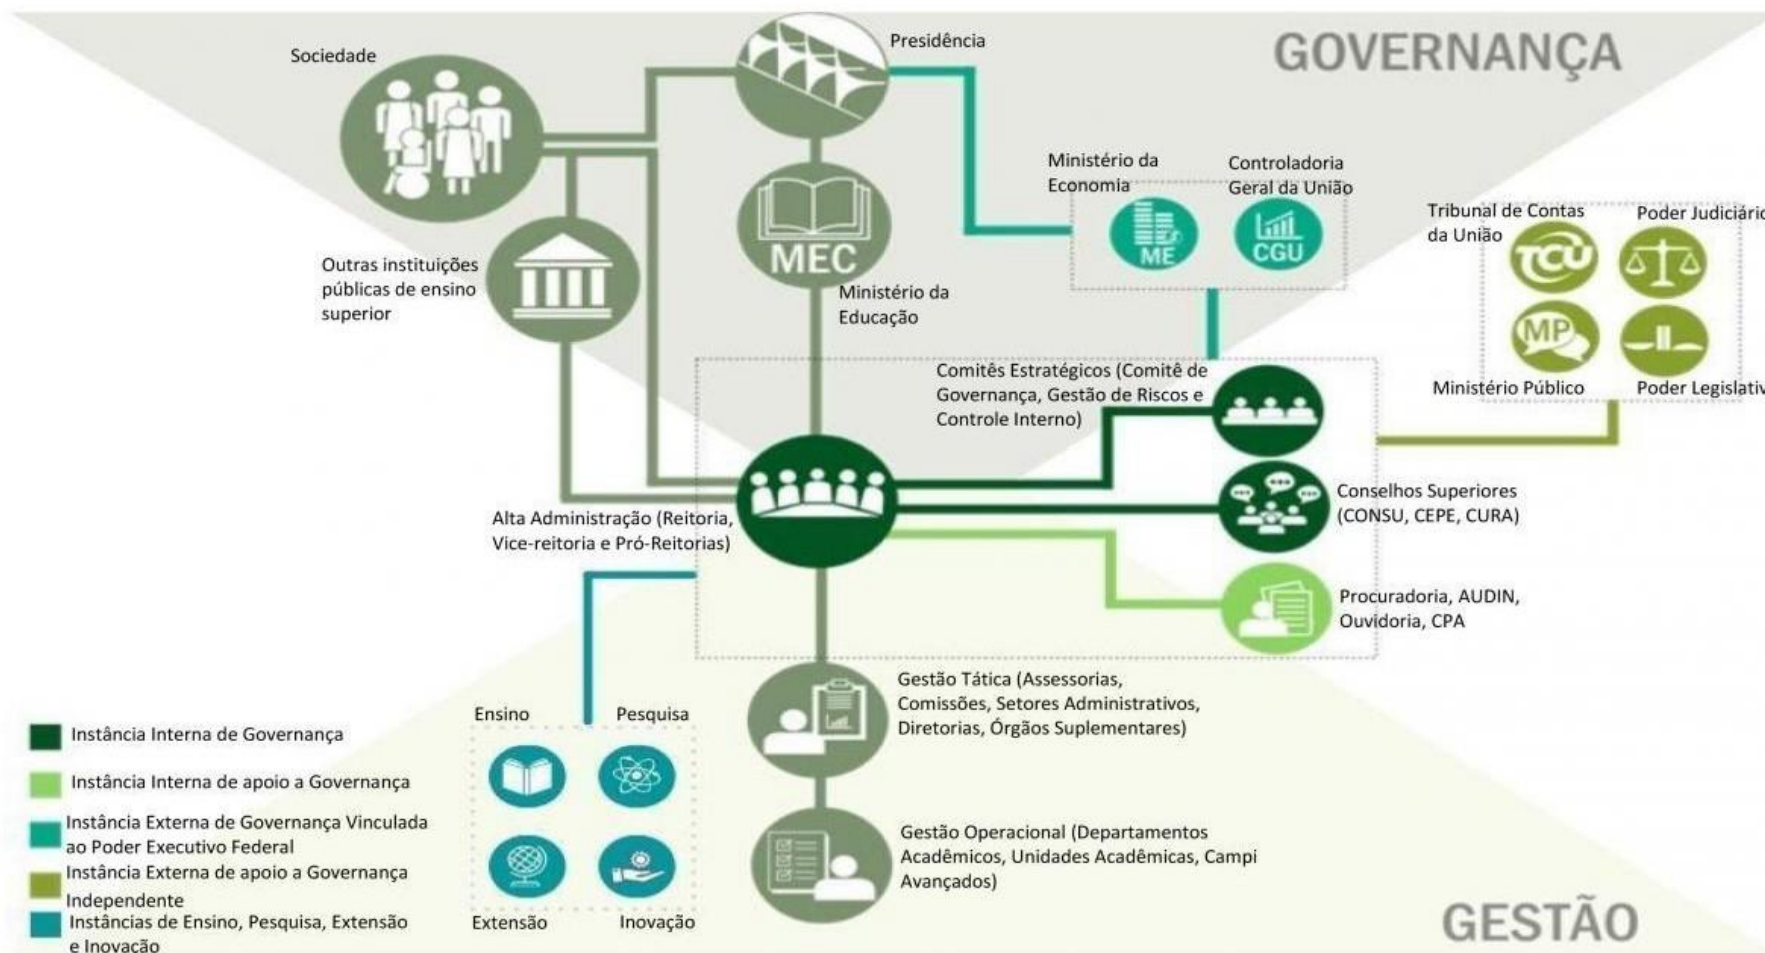 GOVERNANÇA
Presidência
Sociedade
Ministério da
Economia
Controladoria
Geral da União
ME
CGU
Tribunal de Contas
da União
Poder Judiciário
TCU
MP
Ministério Público
Poder Legislativ
MEC
Ministério da
Educação
Outras instituições
públicas de ensino
superior
Comitês Estratégicos (Comitê de
Governança, Gestão de Riscos e
Controle Interno)
Conselhos Superiores
(CONSU, CEPE, CURA)
Alta Administração (Reitoria,
Vice-reitoria e Pró-Reitorias)
Procuradoria, AUDIN,
Ouvidoria, CPA
Gestão Tática (Assessorias,
Comissões, Setores Administrativos,
Diretorias, Órgãos Suplementares)
Ensino
Pesquisa
Extensão
Inovação
Gestão Operacional (Departamentos
Acadêmicos, Unidades Acadêmicas, Campi
Avançados)
Instância Interna de Governança
Instância Interna de apoio a Governança
Instância Externa de Governança Vinculada
ao Poder Executivo Federal
Instância Externa de apoio a Governança
Independente
Instâncias de Ensino, Pesquisa, Extensão
e Inovação
GESTÃO